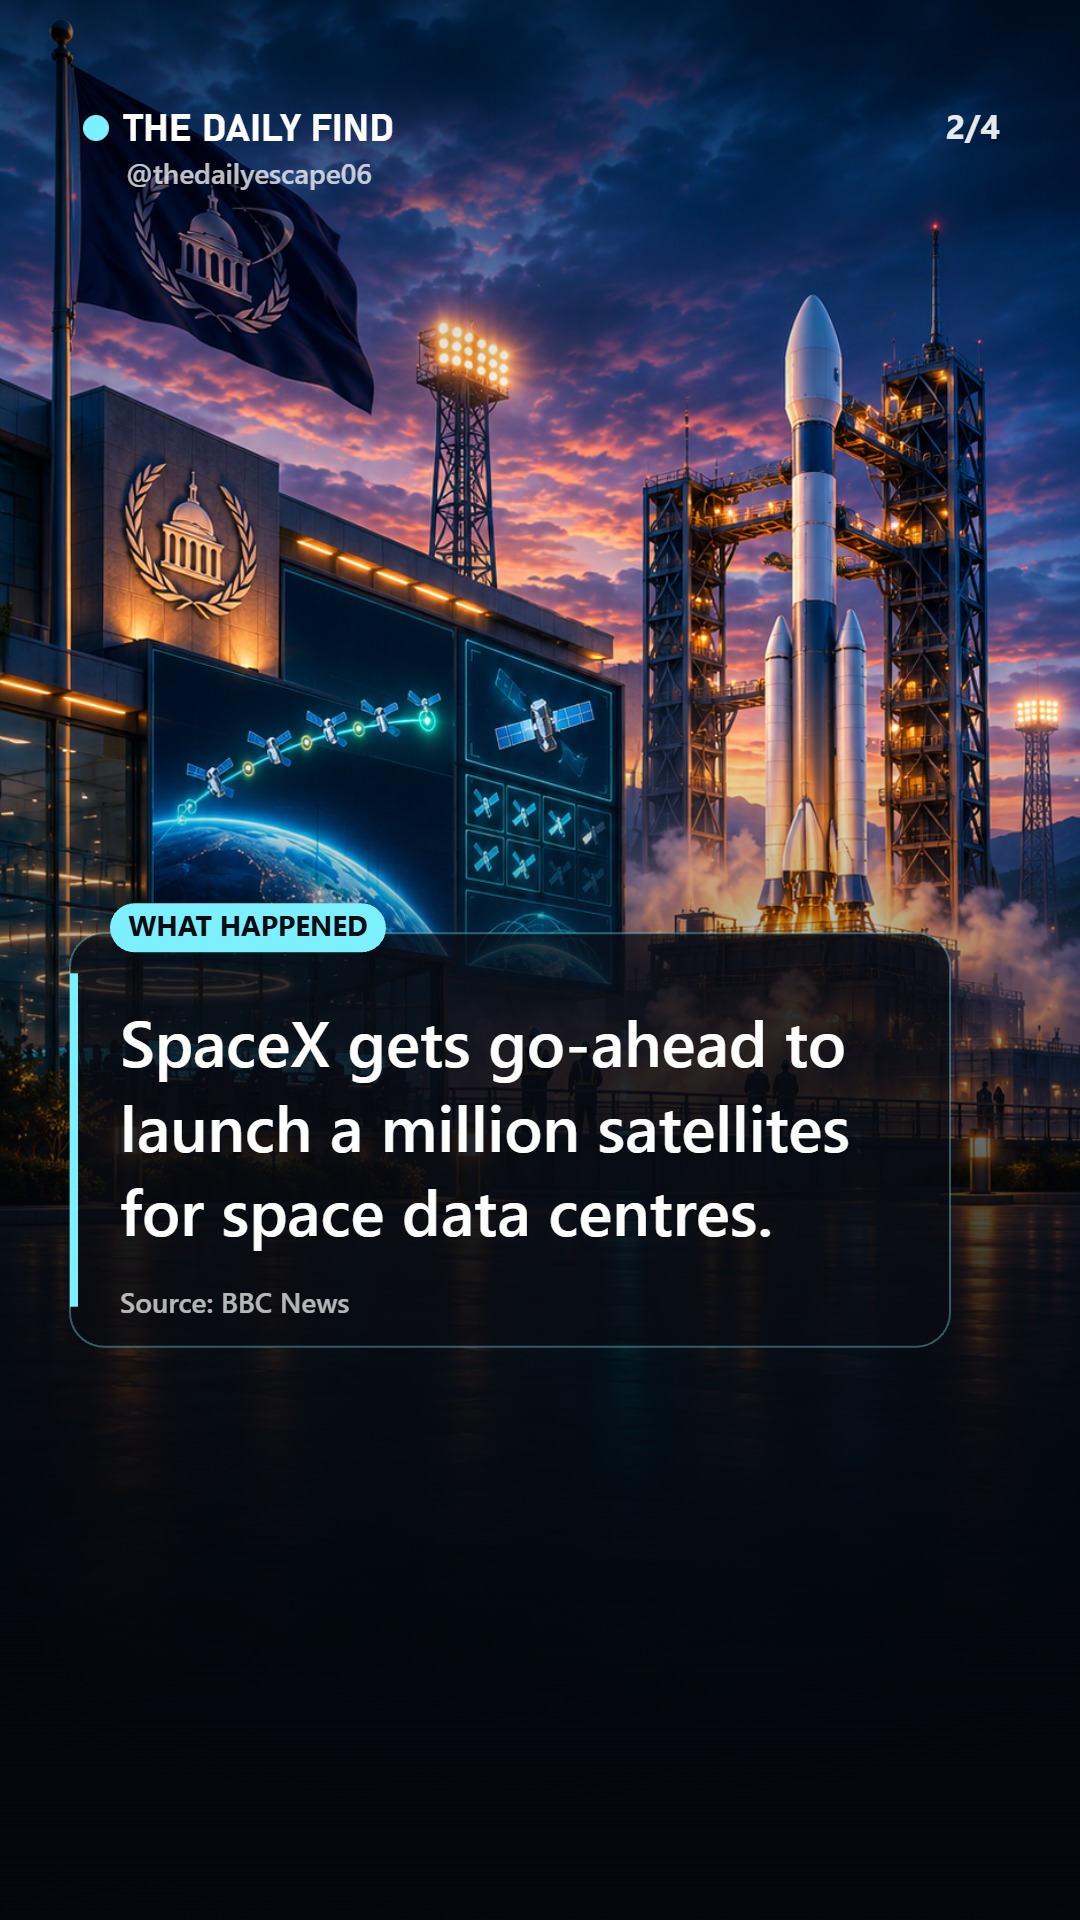 THE DAILY FIND
2/4
@thedailyescape06
WHAT HAPPENED
SpaceX gets go-ahead to
launch a million satellites
for space data centres.
Source: BBC News